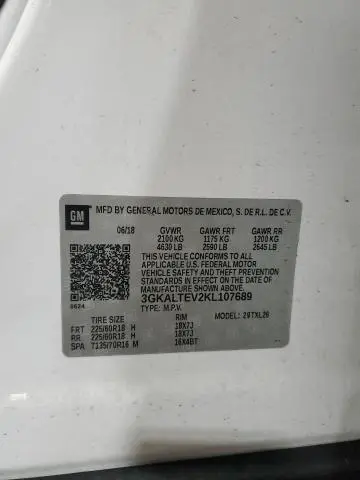 GM
MFD BY GENERAL MOTORS DE MEXICO, S. DE R.L. DE C.V.
06/18 GVWR GAWR FRT GAWR RR
2100 KG 1175 KG 1200 KG
4630 LB 2590 LB 2645 LB
THIS VEHICLE CONFORMS TO ALL
APPLICABLE U.S. FEDERAL MOTOR
VEHICLE SAFETY, BUMPER, AND THEFT
PREVENTION STANDARDS IN EFFECT ON
THE DATE OF MANUFACTURE SHOWN ABOVE.
3GKALTEV2KL107689
0624 TYPE: M.P.V. MODEL: 26TXL26
TIRE SIZE RIM
FRT 225/60R18 H 18X7J
RR 225/60R18 H 18X7J
SPA T135/70R16 M 16X4BT